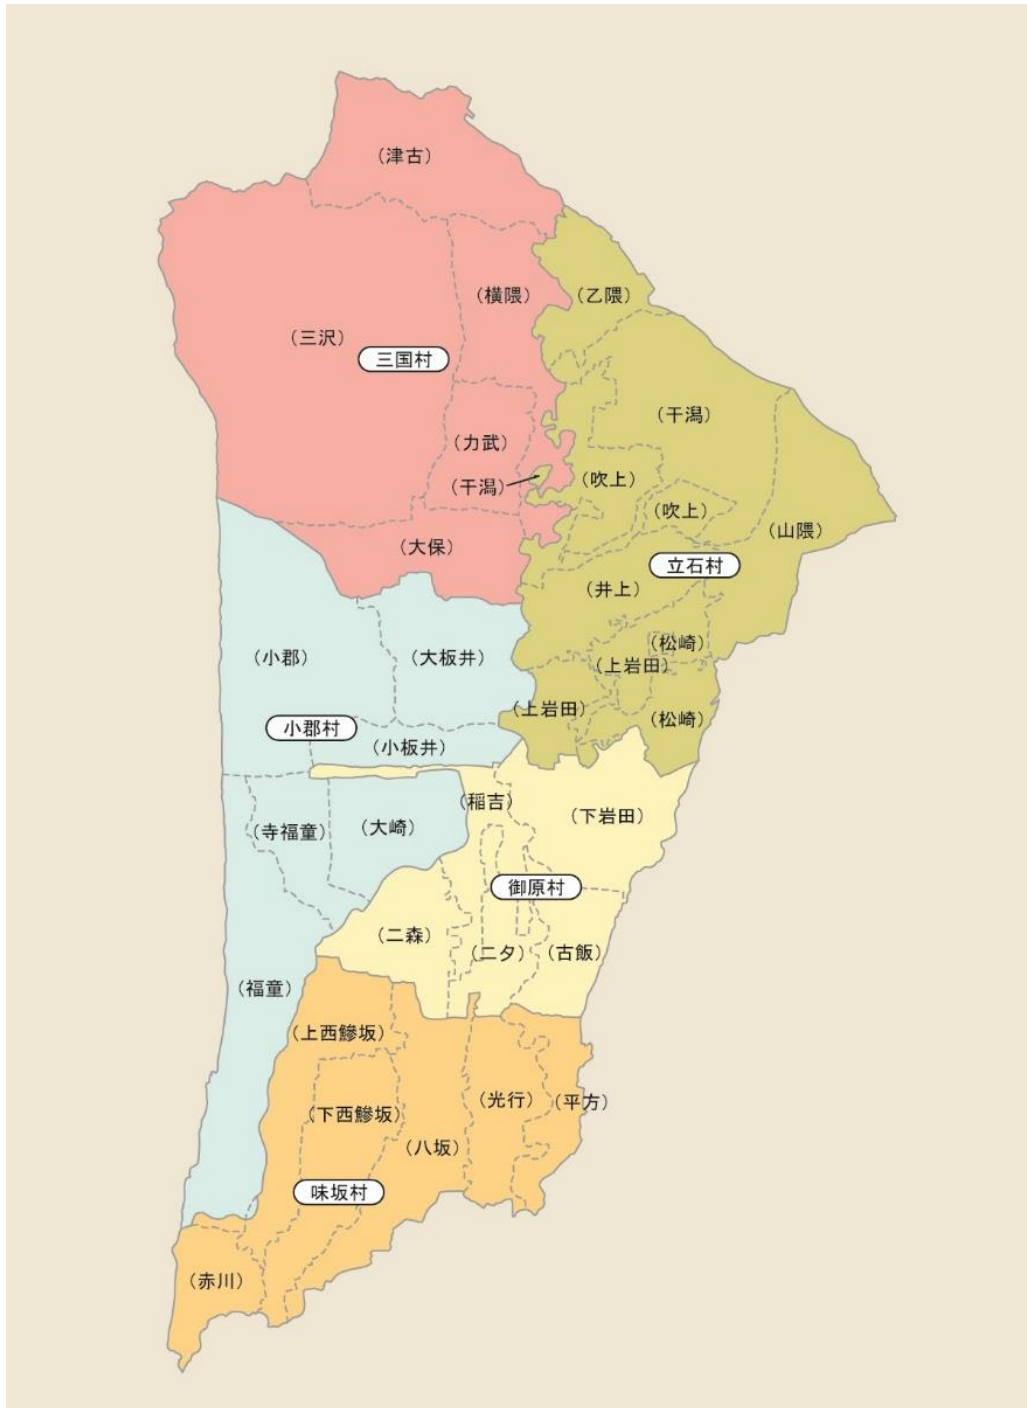 （津古）
（横隈）
（乙隈）
（三沢）
三国村
（干潟）
（力武）
（干潟）
（吹上）
（吹上）
（山隈）
（大保）
立石村
（井上）
（小郡）
（大板井）
（松崎）
（上岩田）
（上岩田）
（松崎）
小郡村
（小板井）
（稲吉）
（下岩田）
（寺福童）
（大崎）
御原村
（二森）
（二夕）
（古飯）
（福童）
（上西鰺坂）
（下西鰺坂）
（光行）
（平方）
（八坂）
味坂村
（赤川）